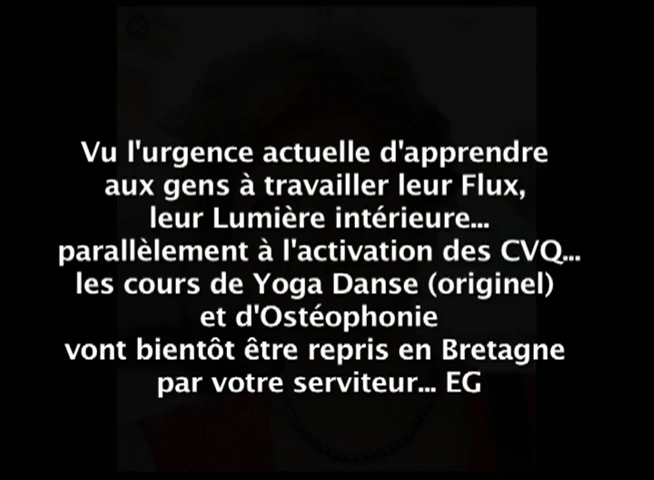 Vu l'urgence actuelle d'apprendre
aux gens à travailler leur Flux,
leur Lumière intérieure...
parallèlement à l'activation des CVQ...
les cours de Yoga Danse (originel)
et d'Ostéophonie
vont bientôt être repris en Bretagne
par votre serviteur... EG